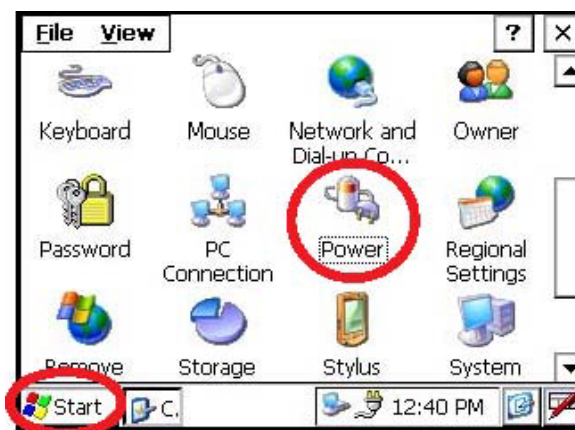 File View ? ×
Keyboard Mouse Network and Dial-up Co... Owner
Password PC Connection Power Regional Settings
Remove Storage Stylus System
Start C. 12:40 PM